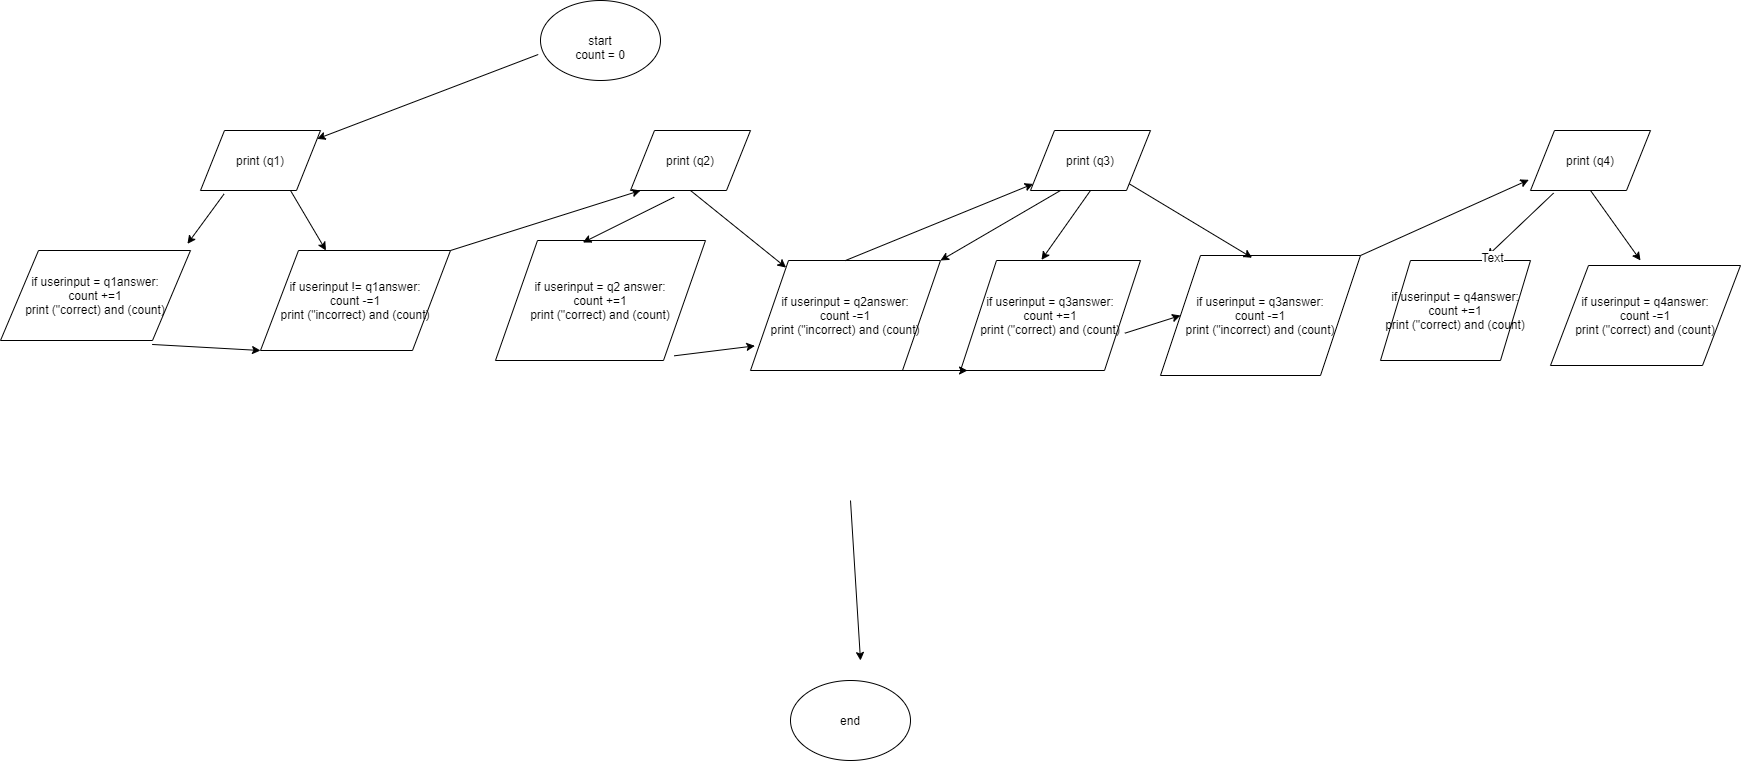 start
count = 0
print (q1)
print (q2)
print (q3)
print (q4)
if userinput = q1answer:
count +=1
print ("correct) and (count)
if userinput != q1answer:
count -=1
print ("incorrect) and (count)
if userinput = q2 answer:
count +=1
print ("correct) and (count)
if userinput = q2answer:
count -=1
print ("incorrect) and (count)
if userinput = q3answer:
count +=1
print ("correct) and (count)
if userinput = q3answer:
count -=1
print ("incorrect) and (count)
Text
if userinput = q4answer:
count +=1
print ("correct) and (count)
if userinput = q4answer:
count -=1
print ("correct) and (count)
end